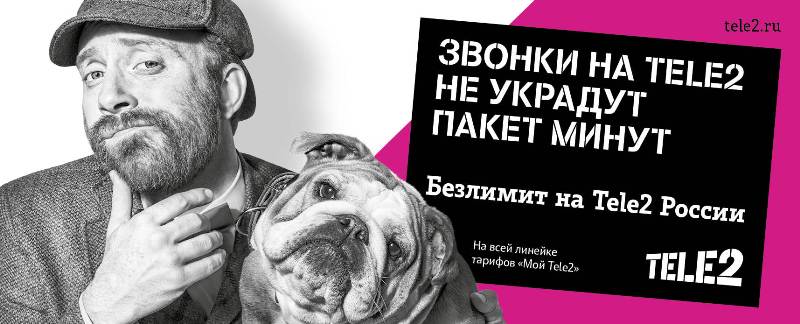 tele2.ru
ЗВОНКИ НА TELE2
НЕ УКРАДУТ
ПАКЕТ МИНУТ
Безлимит на Tele2 России
На всей линейке
тарифов «Мой Tele2»
TELE2